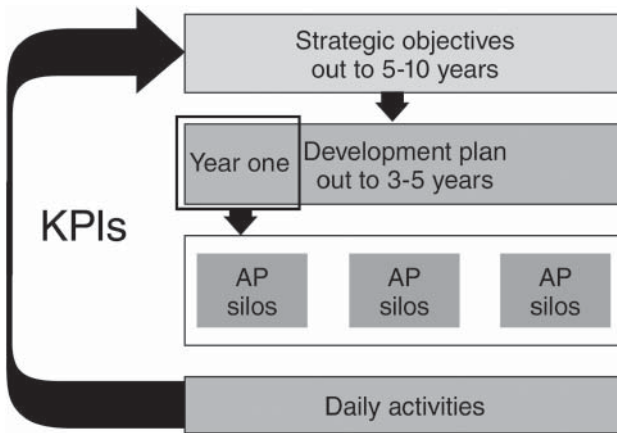 Strategic objectives
out to 5-10 years
Year one
Development plan
out to 3-5 years
KPIs
AP
silos
AP
silos
AP
silos
Daily activities